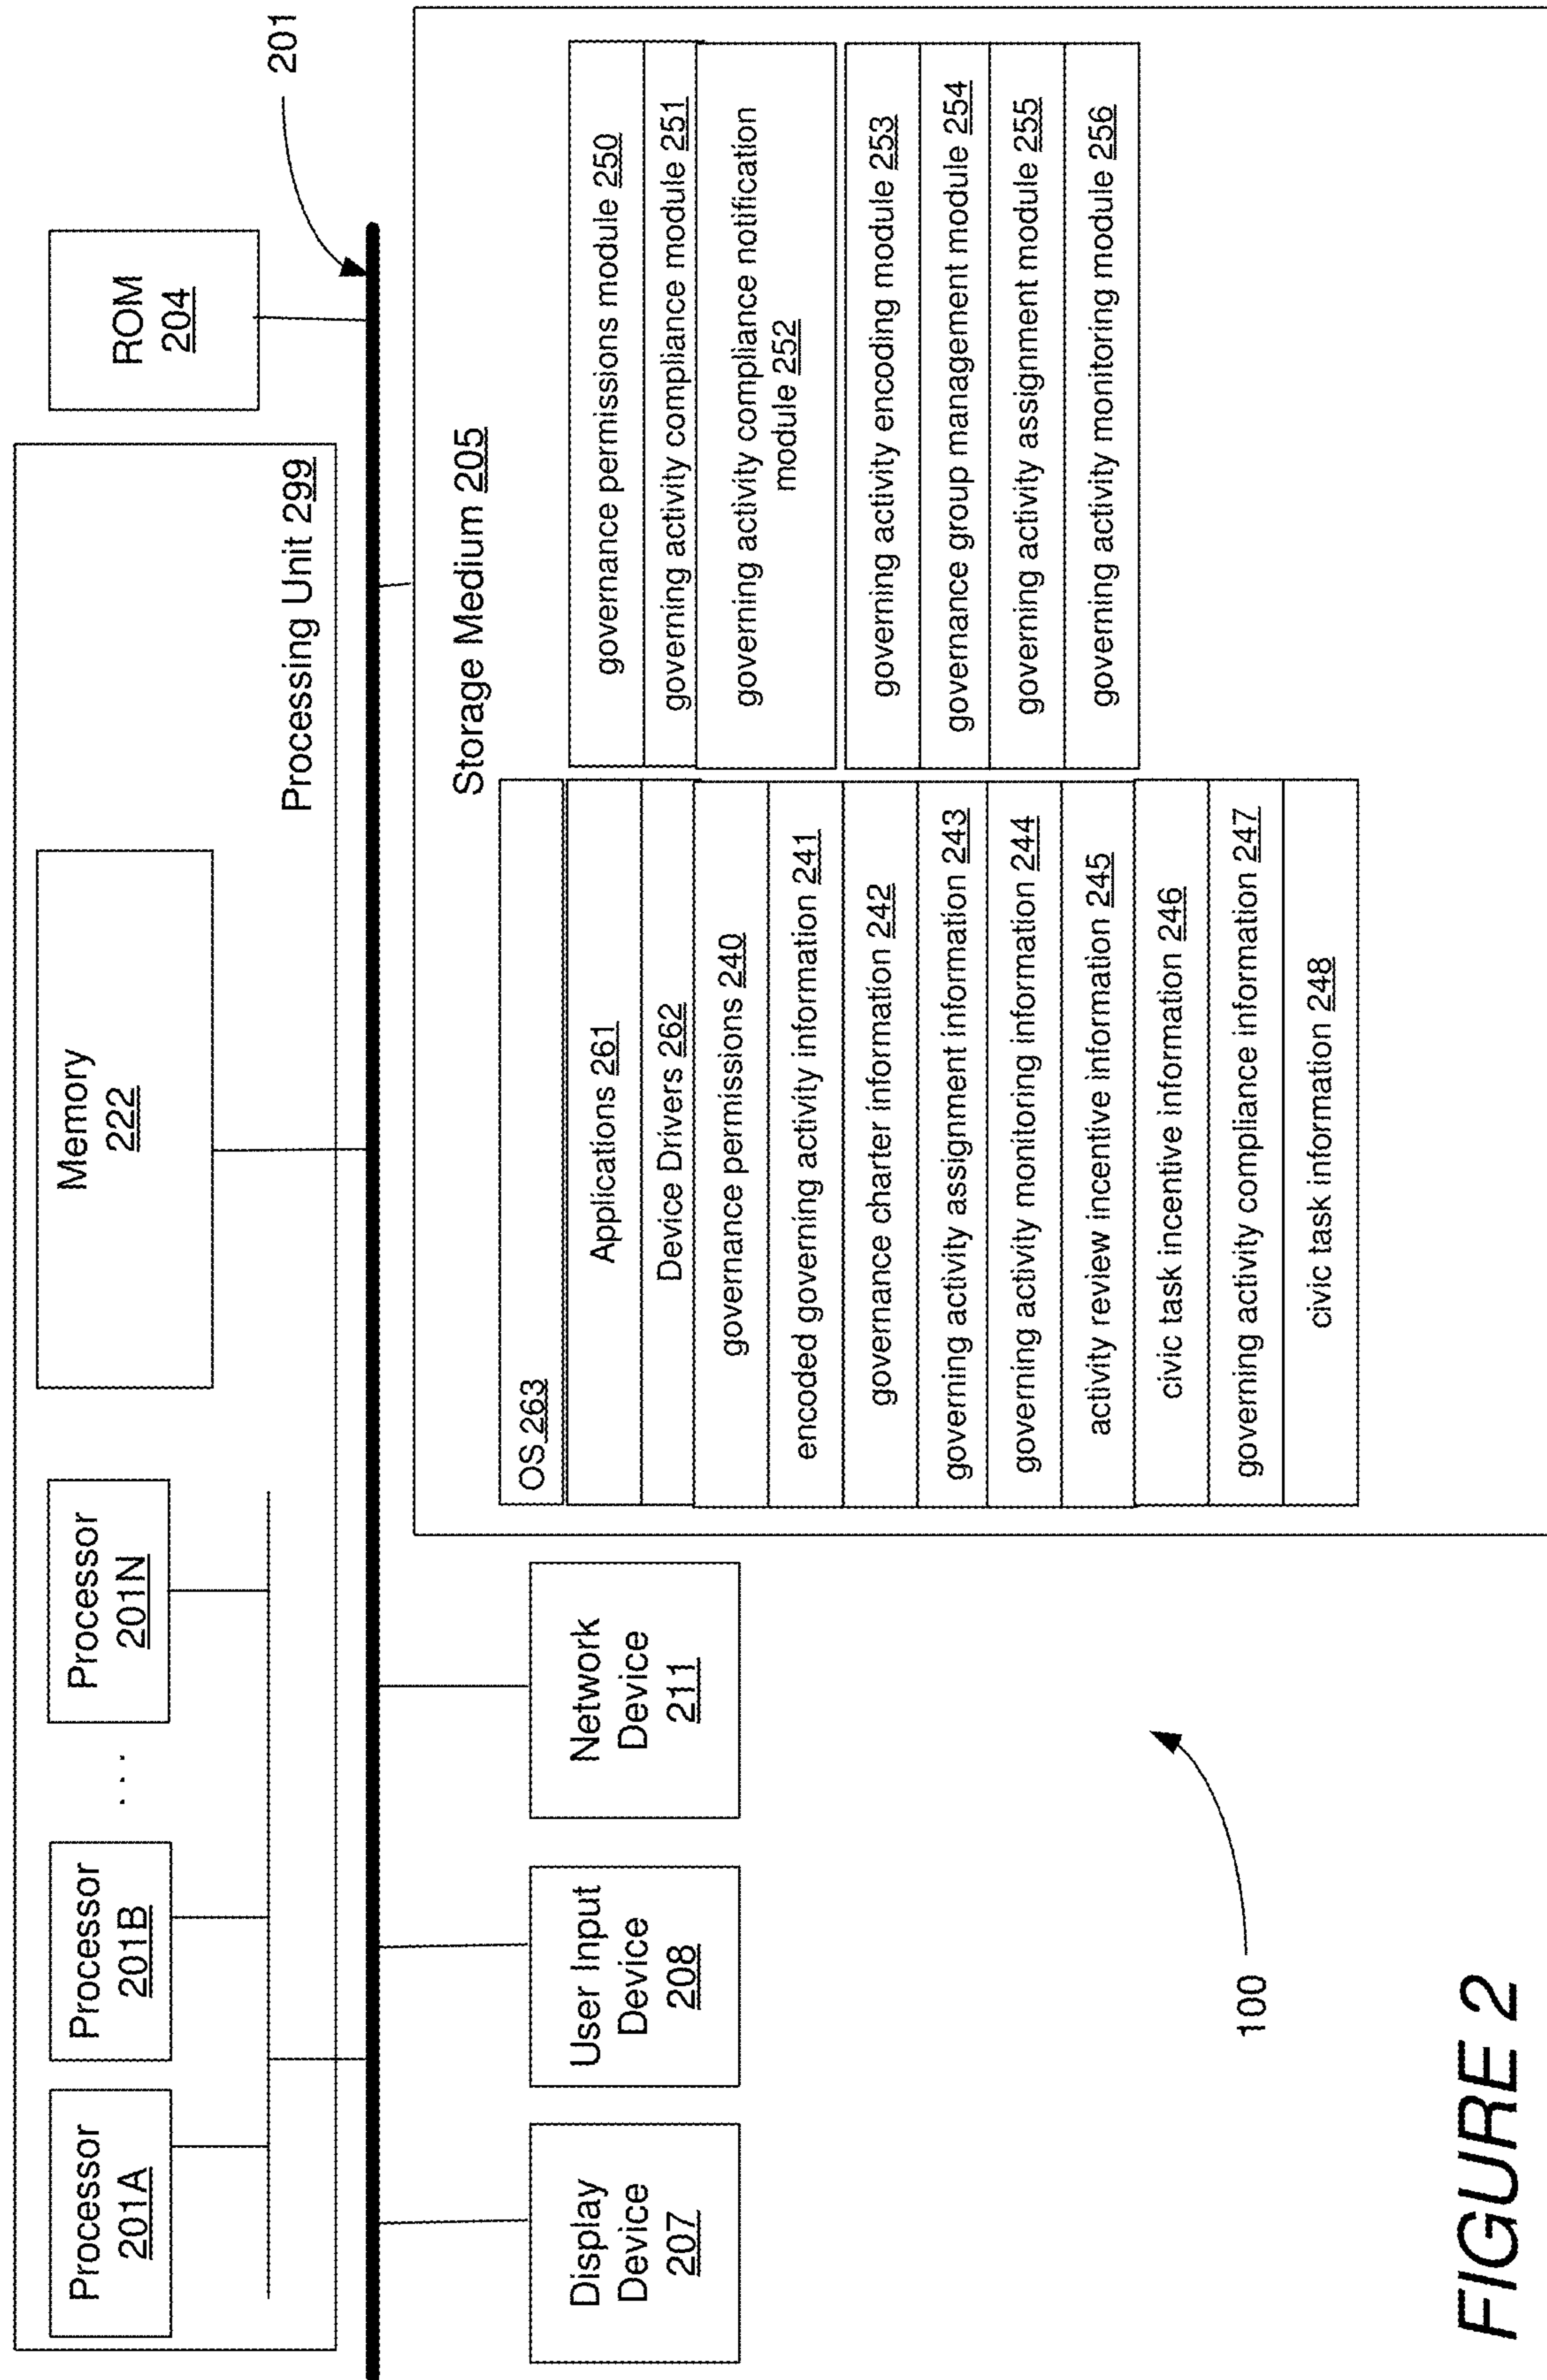 Processor
201A
Processor
201B
. . .
Processor
201N
Memory
222
Processing Unit 299
ROM
204
201
Display
Device
207
User Input
Device
208
Network
Device
211
100
Storage Medium 205
OS 263
Applications 261
Device Drivers 262
governance permissions 240
encoded governing activity information 241
governance charter information 242
governing activity assignment information 243
governing activity monitoring information 244
activity review incentive information 245
civic task incentive information 246
governing activity compliance information 247
civic task information 248
governance permissions module 250
governing activity compliance module 251
governing activity compliance notification
module 252
governing activity encoding module 253
governance group management module 254
governing activity assignment module 255
governing activity monitoring module 256
FIGURE 2